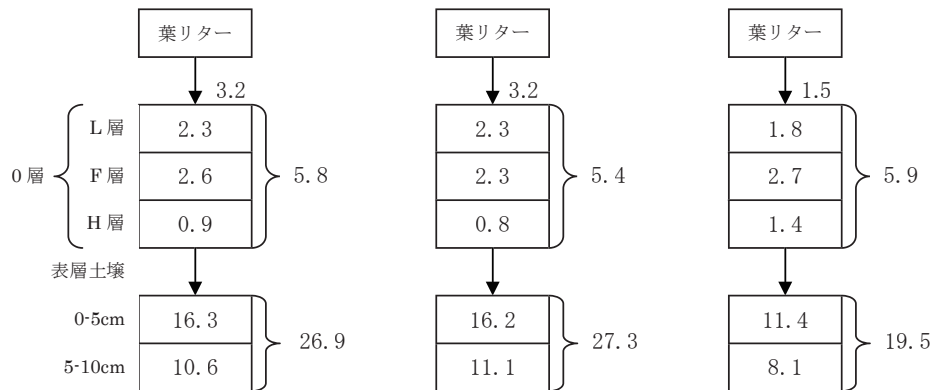 葉リター 葉リター 葉リター
3.2 3.2 1.5
L 層 2.3 2.3 1.8
0 層 F 層 2.6 5.8 2.3 5.4 2.7 5.9
H 層 0.9 0.8 1.4
表層土壌
0-5cm 16.3 16.2 11.4
26.9 27.3 19.5
5-10cm 10.6 11.1 8.1